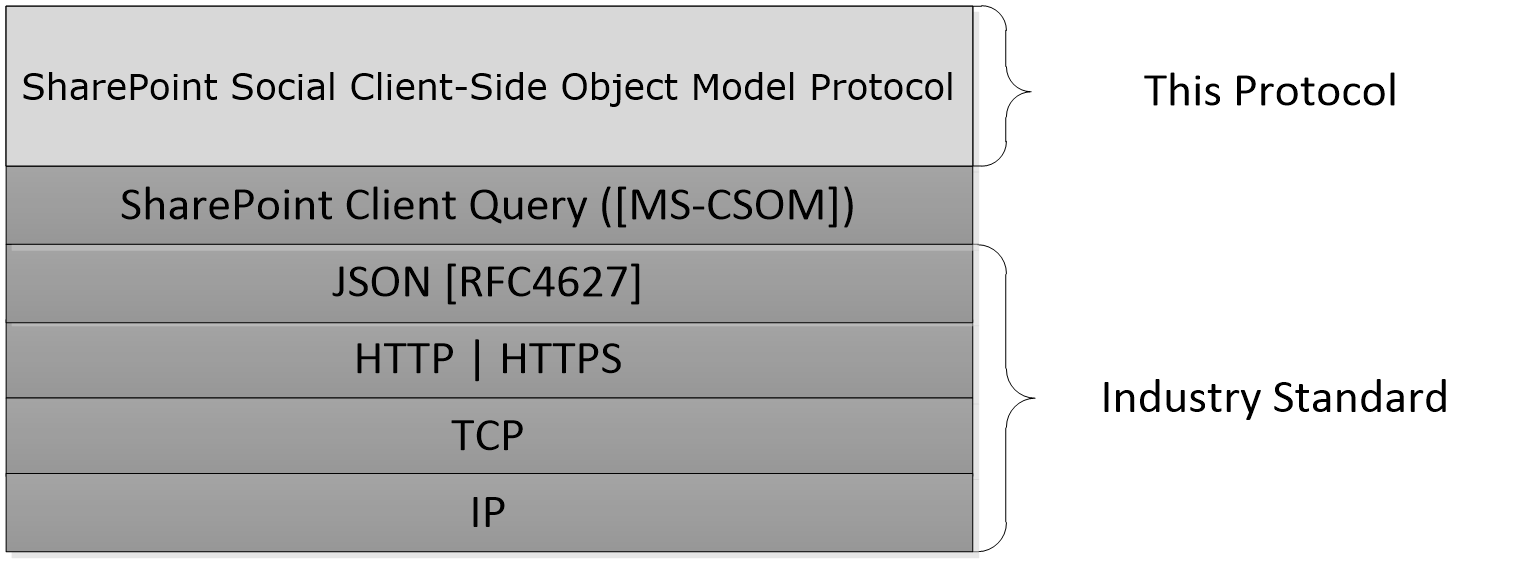 SharePoint Social Client-Side Object Model Protocol
This Protocol
SharePoint Client Query ([MS-CSOM])
JSON [RFC4627]
HTTP | HTTPS
Industry Standard
TCP
IP